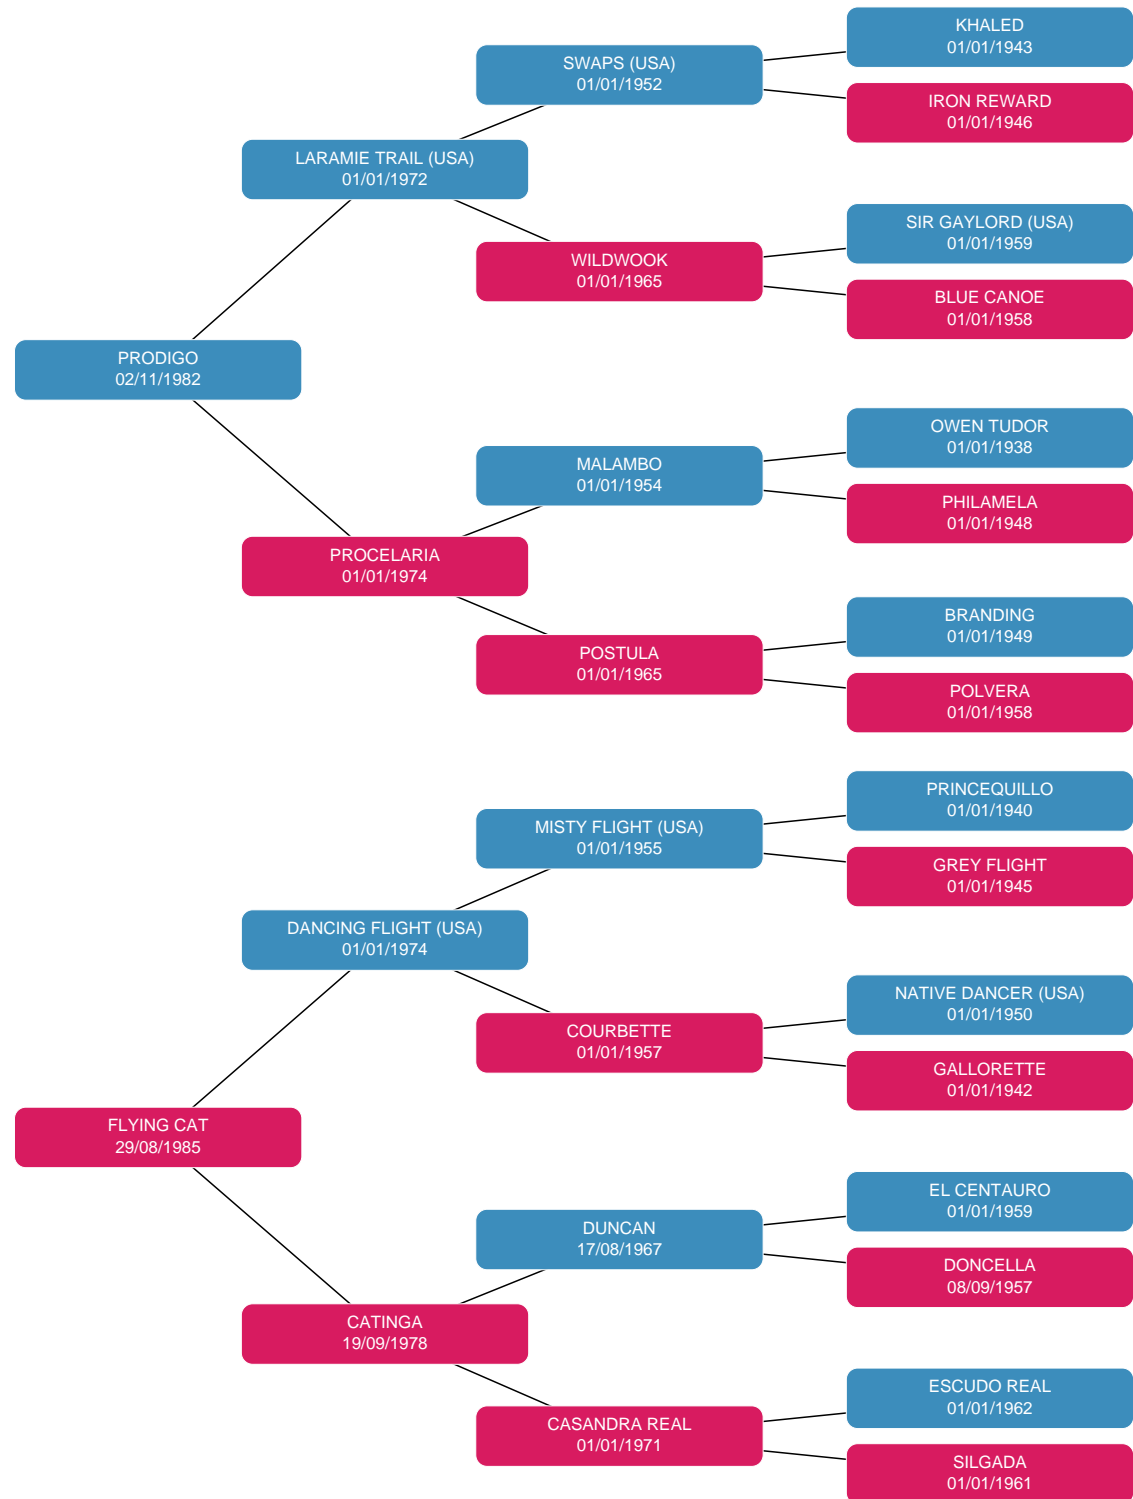 KHALED
01/01/1943
SWAPS (USA)
01/01/1952
IRON REWARD
01/01/1946
LARAMIE TRAIL (USA)
01/01/1972
SIR GAYLORD (USA)
01/01/1959
WILDWOOK
01/01/1965
BLUE CANOE
01/01/1958
PRODIGO
02/11/1982
OWEN TUDOR
01/01/1938
MALAMBO
01/01/1954
PHILAMELA
01/01/1948
PROCELARIA
01/01/1974
BRANDING
01/01/1949
POSTULA
01/01/1965
POLVERA
01/01/1958
PRINCEQUILLO
01/01/1940
MISTY FLIGHT (USA)
01/01/1955
GREY FLIGHT
01/01/1945
DANCING FLIGHT (USA)
01/01/1974
NATIVE DANCER (USA)
01/01/1950
COURBETTE
01/01/1957
GALLORETTE
01/01/1942
FLYING CAT
29/08/1985
EL CENTAURO
01/01/1959
DUNCAN
17/08/1967
DONCELLA
08/09/1957
CATINGA
19/09/1978
ESCUDO REAL
01/01/1962
CASANDRA REAL
01/01/1971
SILGADA
01/01/1961